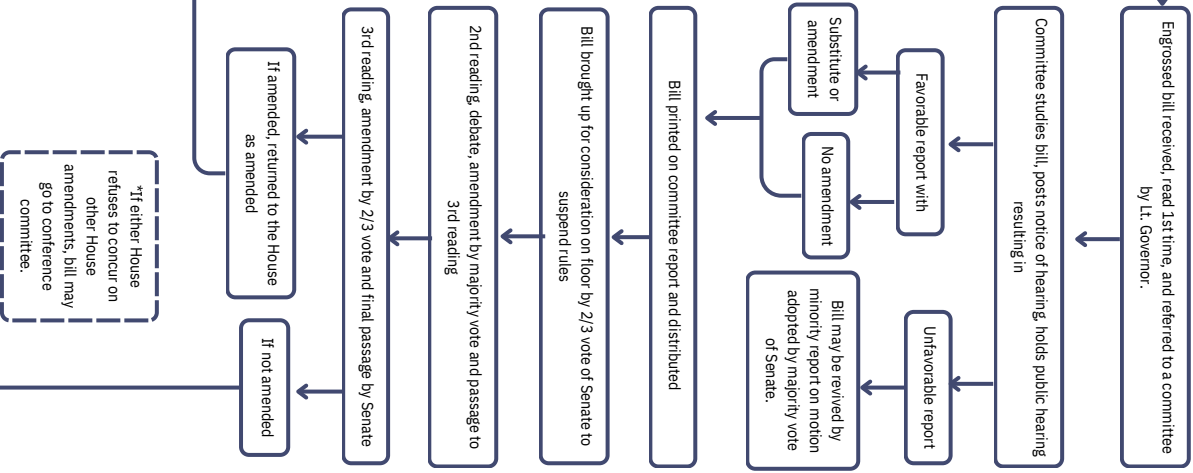 Engrossed bill received, read 1st time, and referred to a committee
by Lt. Governor.
Committee studies bill, posts notice of hearing, holds public hearing
resulting in
Favorable report with
Unfavorable report
Substitute or
amendment
No amendment
Bill may be revived by
minority report on motion
adopted by majority vote
of Senate.
Bill printed on committee report and distributed
Bill brought up for consideration on floor by 2/3 vote of Senate to
suspend rules
2nd reading, debate, amendment by majority vote and passage to
3rd reading
3rd reading, amendment by 2/3 vote and final passage by Senate
If amended, returned to the House
as amended
If not amended
*If either House
refuses to concur on
other House
amendments, bill may
go to conference
committee.